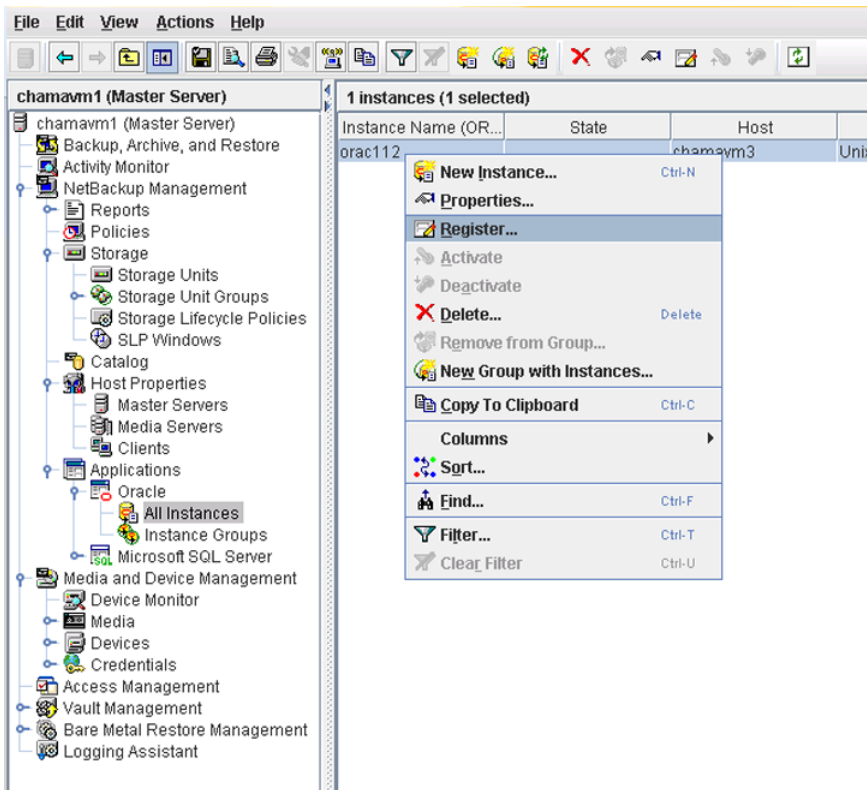 File Edit View Actions Help
chamavm1 (Master Server)
chamavm1 (Master Server)
Backup, Archive, and Restore
Activity Monitor
NetBackup Management
Reports
Policies
Storage
Storage Units
Storage Unit Groups
Storage Lifecycle Policies
SLP Windows
Catalog
Host Properties
Master Servers
Media Servers
Clients
Applications
Oracle
All Instances
Instance Groups
SQL
Microsoft SQL Server
Media and Device Management
Device Monitor
Media
Devices
Credentials
Access Management
Vault Management
Bare Metal Restore Management
Logging Assistant
1 instances (1 selected)
Instance Name (OR... State Host
orac112 chamavm3 Unix
New Instance... Ctrl-N
Properties...
Register...
Activate
Deactivate
Delete... Delete
Remove from Group...
New Group with Instances...
Copy To Clipboard Ctrl-C
Columns
Sort...
Find... Ctrl-F
Filter... Ctrl-T
Clear Filter Ctrl-U